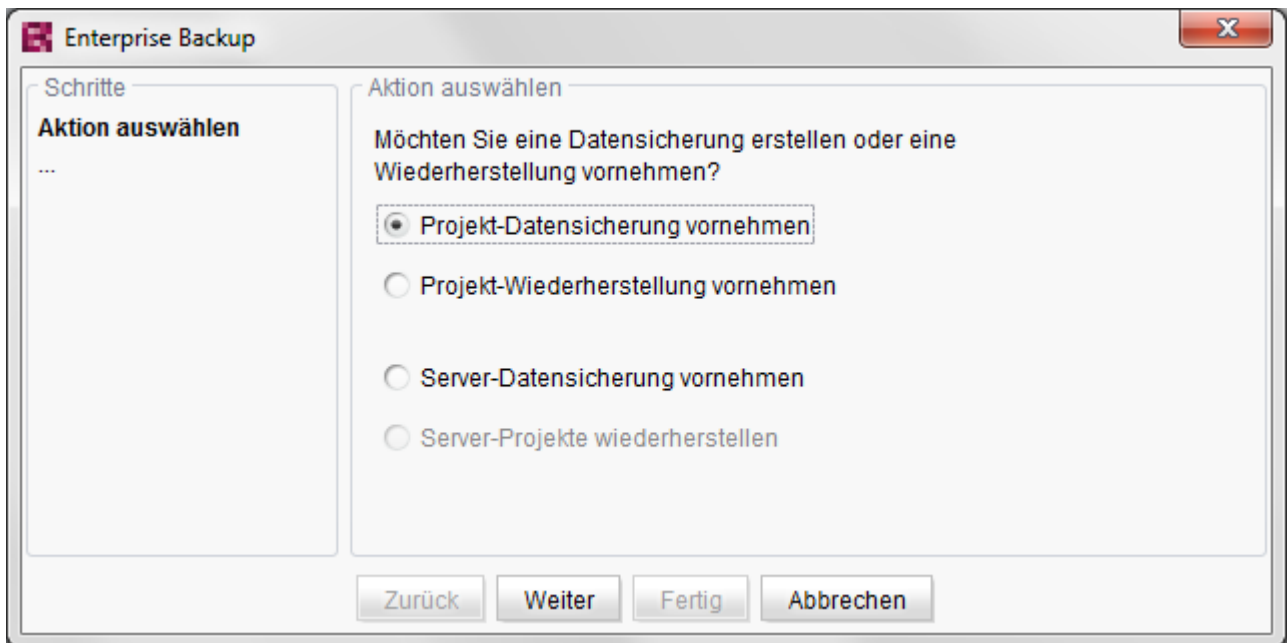 Enterprise Backup
Schritte
Aktion auswählen
...
Aktion auswählen
Möchten Sie eine Datensicherung erstellen oder eine
Wiederherstellung vornehmen?
Projekt-Datensicherung vornehmen
Projekt-Wiederherstellung vornehmen
Server-Datensicherung vornehmen
Server-Projekte wiederherstellen
Zurück Weiter Fertig Abbrechen